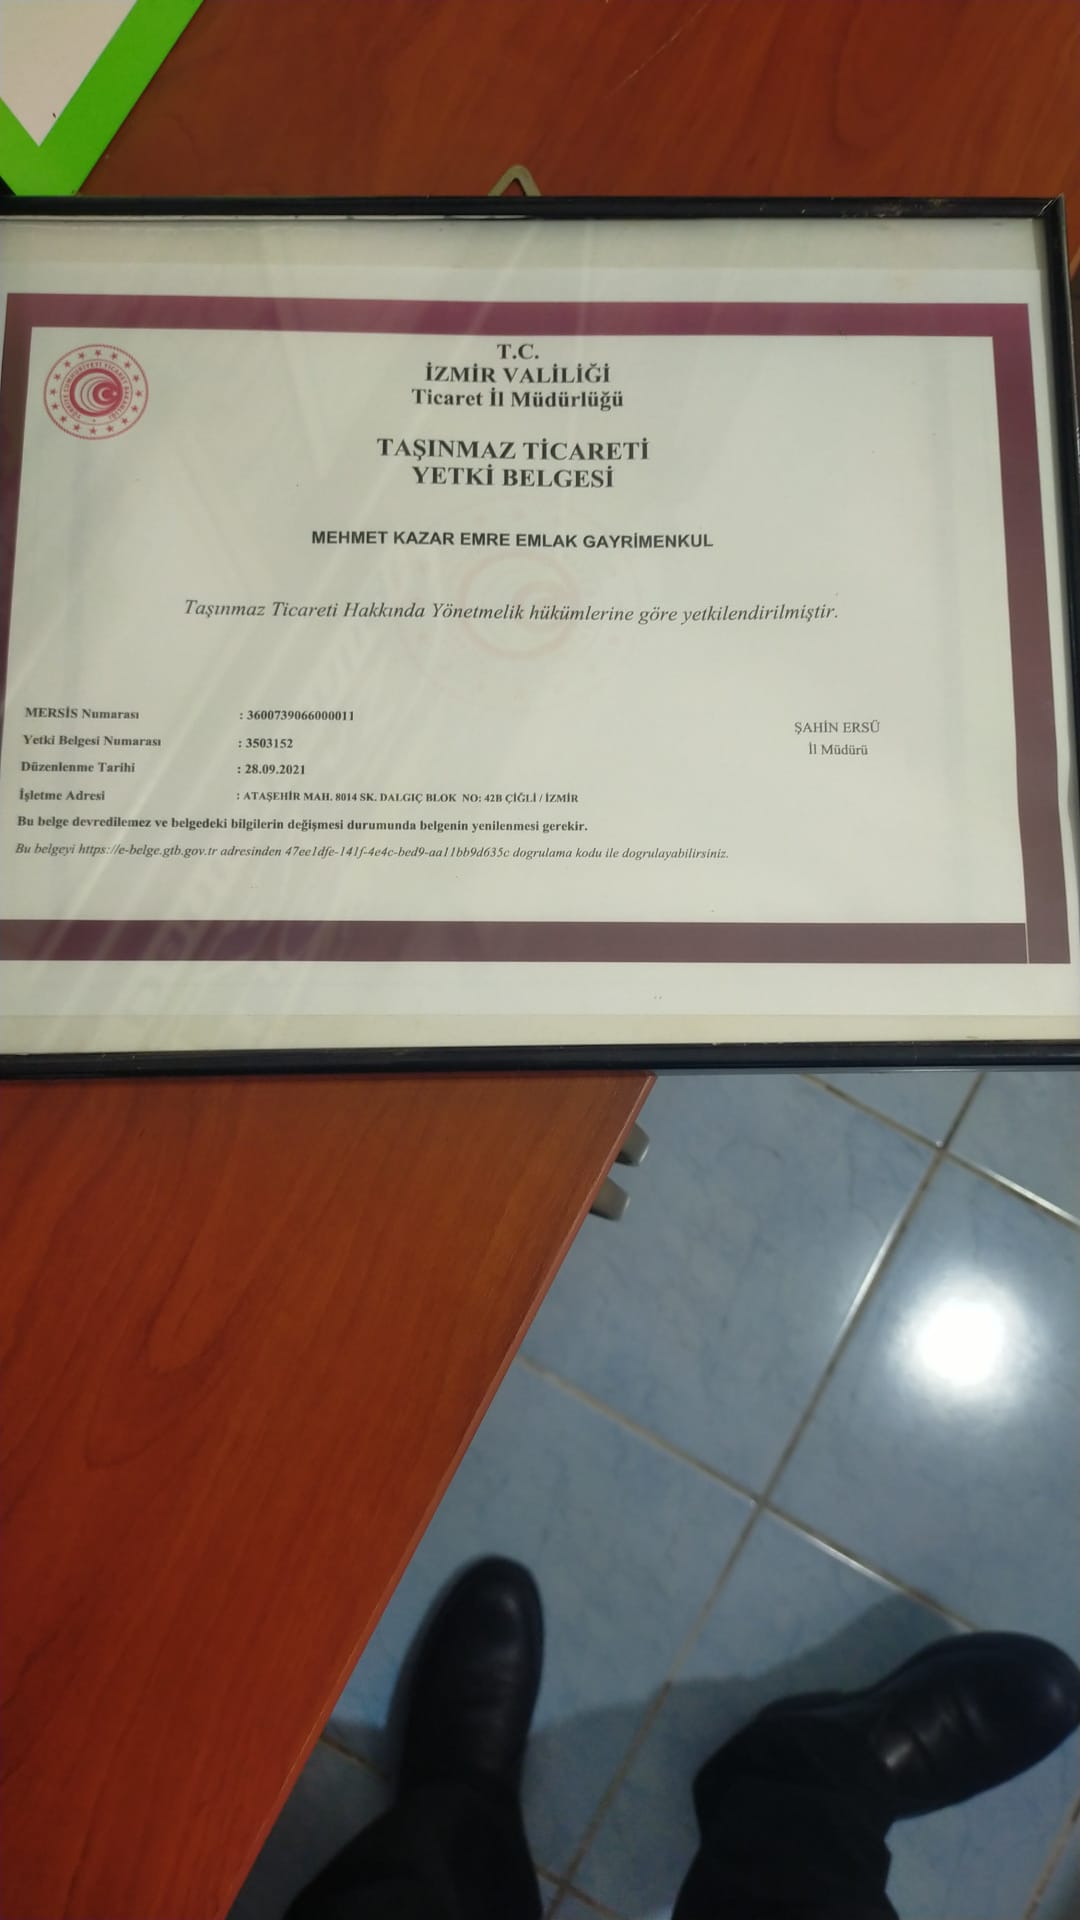 T.C.
İZMİR VALİLİĞİ
Ticaret İl Müdürlüğü
TAŞINMAZ TİCARETİ
YETKİ BELGESİ
MEHMET KAZAR EMRE EMLAK GAYRİMENKUL
Taşınmaz Ticareti Hakkında Yönetmelik hükümlerine göre yetkilendirilmiştir.
MERSİS Numarası : 3600739066000011
Yetki Belgesi Numarası : 3503152
Düzenlenme Tarihi : 28.09.2021
İşletme Adresi : ATAŞEHİR MAH. 8014 SK. DALGIÇ BLOK NO: 42B ÇİĞLİ / İZMİR
ŞAHİN ERSÜ
İl Müdürü
Bu belge devredilemez ve belgedeki bilgilerin değişmesi durumunda belgenin yenilenmesi gerekir.
Bu belgeyi https://e-belge.gtb.gov.tr adresinden 47ee1dfe-141f-4e4c-bed9-aa11bb9d635c dogrulama kodu ile dogrulayabilirsiniz.